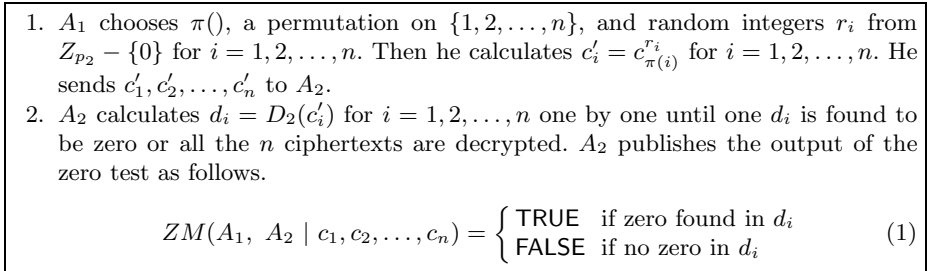 1. A₁ chooses π(), a permutation on {1, 2, . . . , n}, and random integers rᵢ from
Z_{p₂} − {0} for i = 1, 2, . . . , n. Then he calculates c′ᵢ = c_{π(i)}^{rᵢ} for i = 1, 2, . . . , n. He
sends c′₁, c′₂, . . . , c′ₙ to A₂.
2. A₂ calculates dᵢ = D₂(c′ᵢ) for i = 1, 2, . . . , n one by one until one dᵢ is found to
be zero or all the n ciphertexts are decrypted. A₂ publishes the output of the
zero test as follows.
ZM(A₁, A₂ | c₁, c₂, . . . , cₙ) = { TRUE if zero found in dᵢ
FALSE if no zero in dᵢ (1)